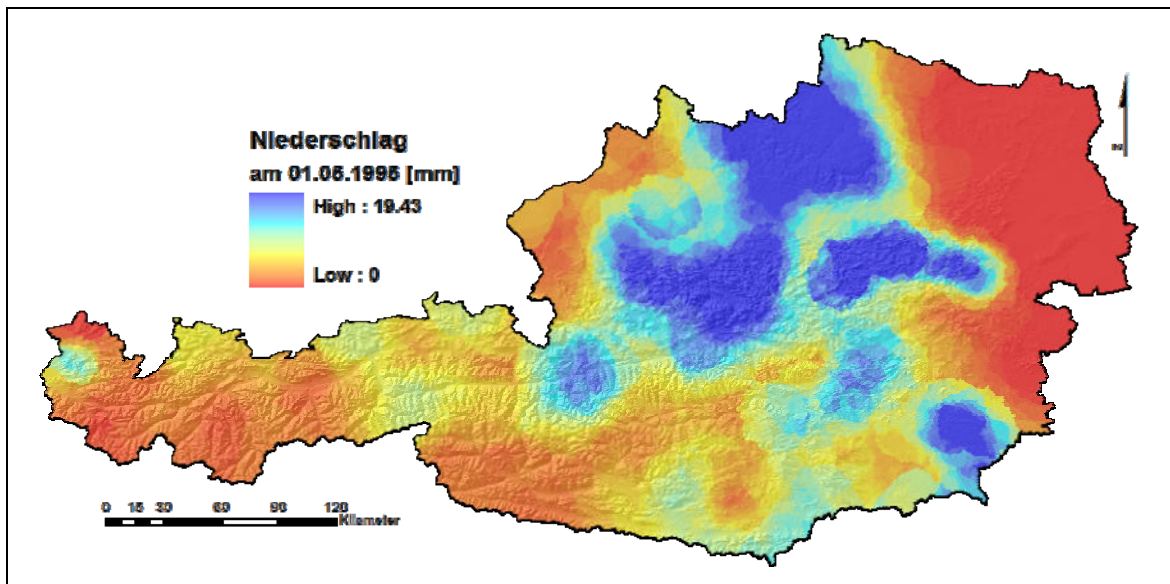 Niederschlag
am 01.05.1995 [mm]
High : 19.43
Low : 0
0 15 30 60 90 120
Kilometer